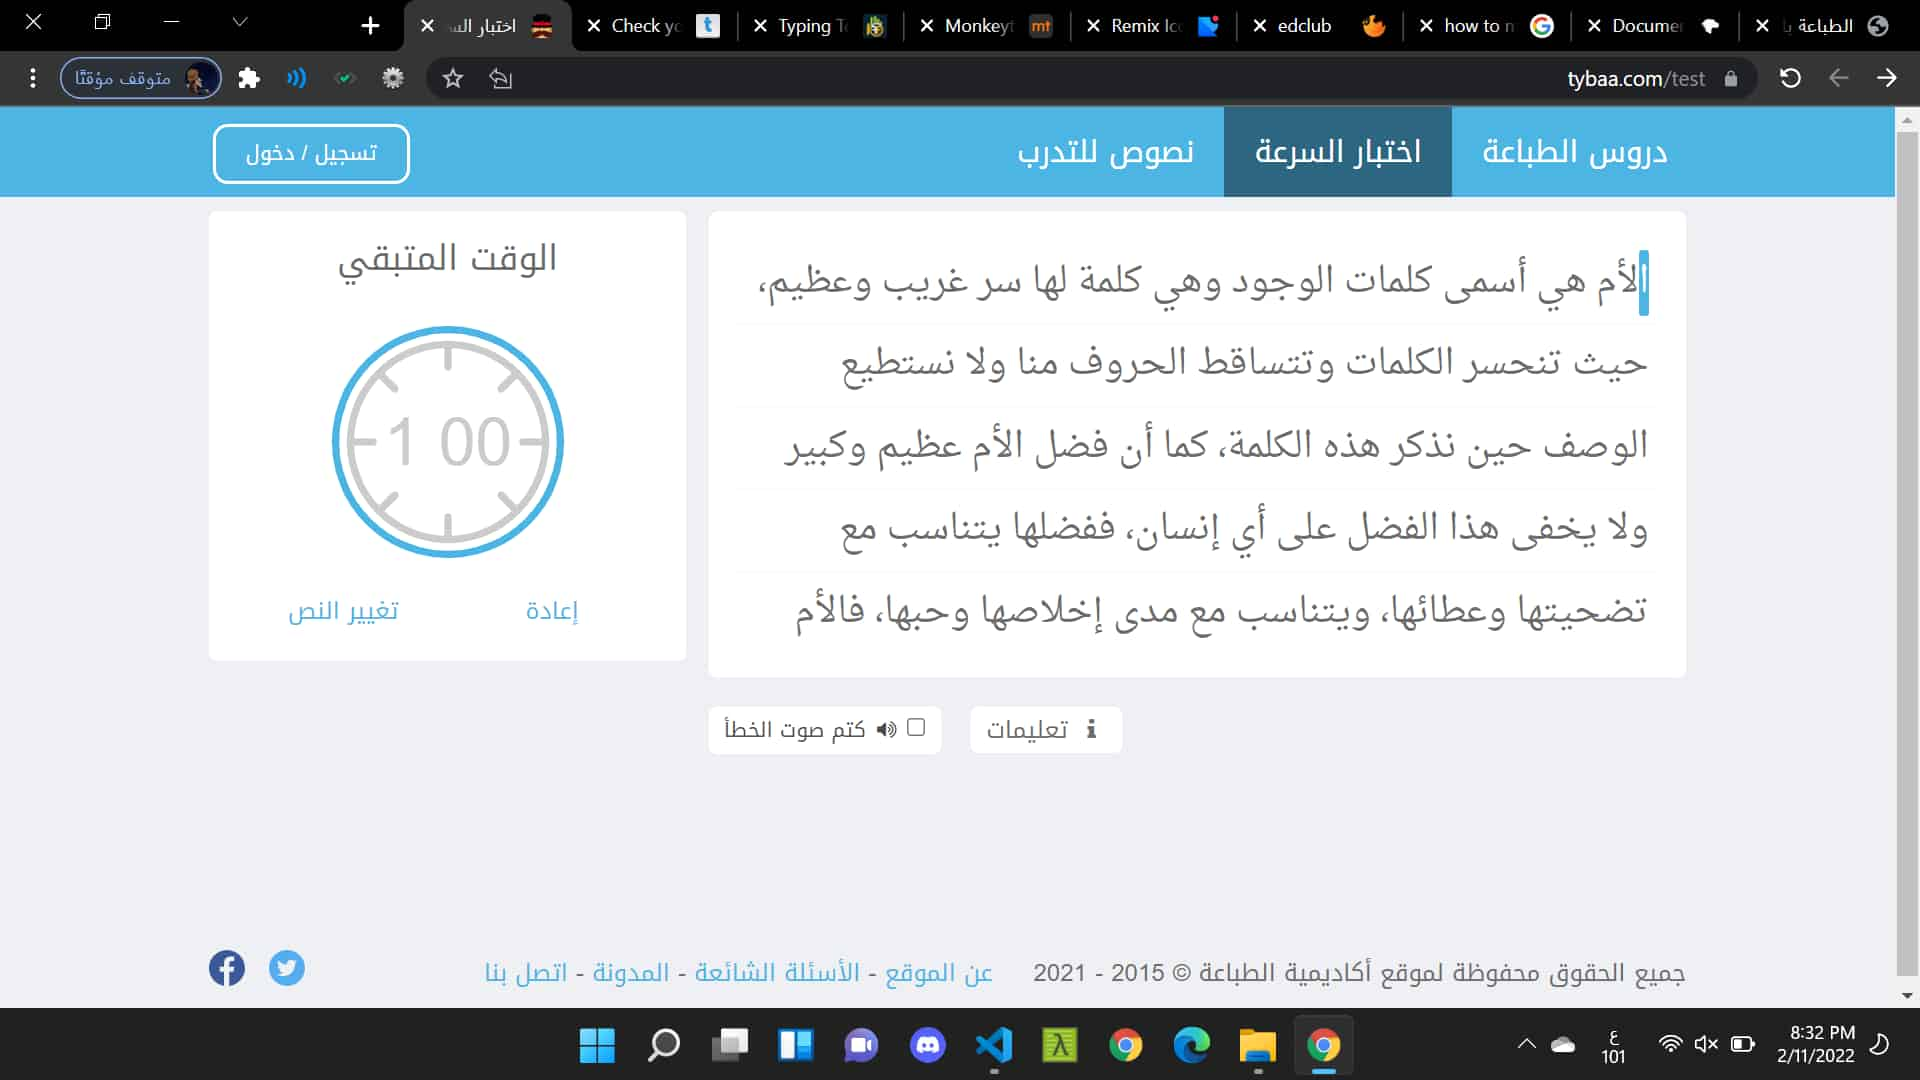 اختبار الس
Check yo
Typing Te
Monkeyt
Remix Ico
edclub
how to n
Documen
الطباعة با
متوقف مؤقتًا
tybaa.com/test
دروس الطباعة
اختبار السرعة
نصوص للتدرب
تسجيل / دخول
الأم هي أسمى كلمات الوجود وهي كلمة لها سر غريب وعظيم،
حيث تنحسر الكلمات وتتساقط الحروف منا ولا نستطيع
الوصف حين نذكر هذه الكلمة، كما أن فضل الأم عظيم وكبير
ولا يخفى هذا الفضل على أي إنسان، ففضلها يتناسب مع
تضحيتها وعطائها، ويتناسب مع مدى إخلاصها وحبها، فالأم
الوقت المتبقي
1 00
إعادة
تغيير النص
تعليمات
كتم صوت الخطأ
جميع الحقوق محفوظة لموقع أكاديمية الطباعة © 2015 - 2021
عن الموقع - الأسئلة الشائعة - المدونة - اتصل بنا
ع
101
8:32 PM
2/11/2022